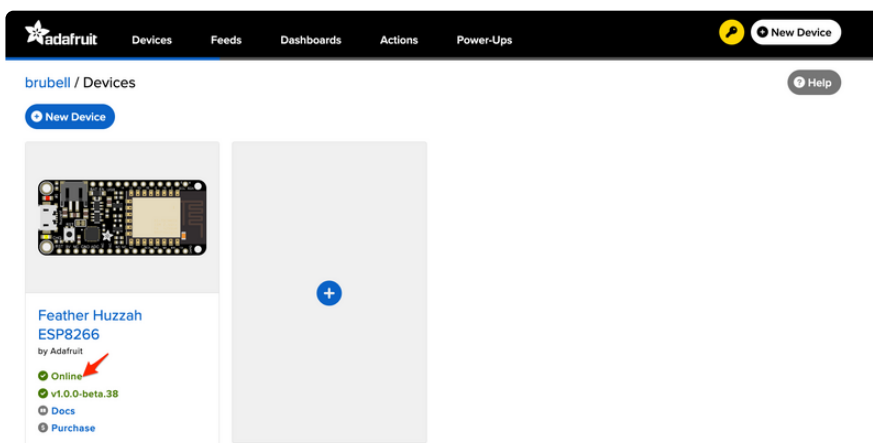 adafruit Devices Feeds Dashboards Actions Power-Ups New Device
brubell / Devices
Help
New Device
Feather Huzzah
ESP8266
by Adafruit
Online
v1.0.0-beta.38
Docs
Purchase